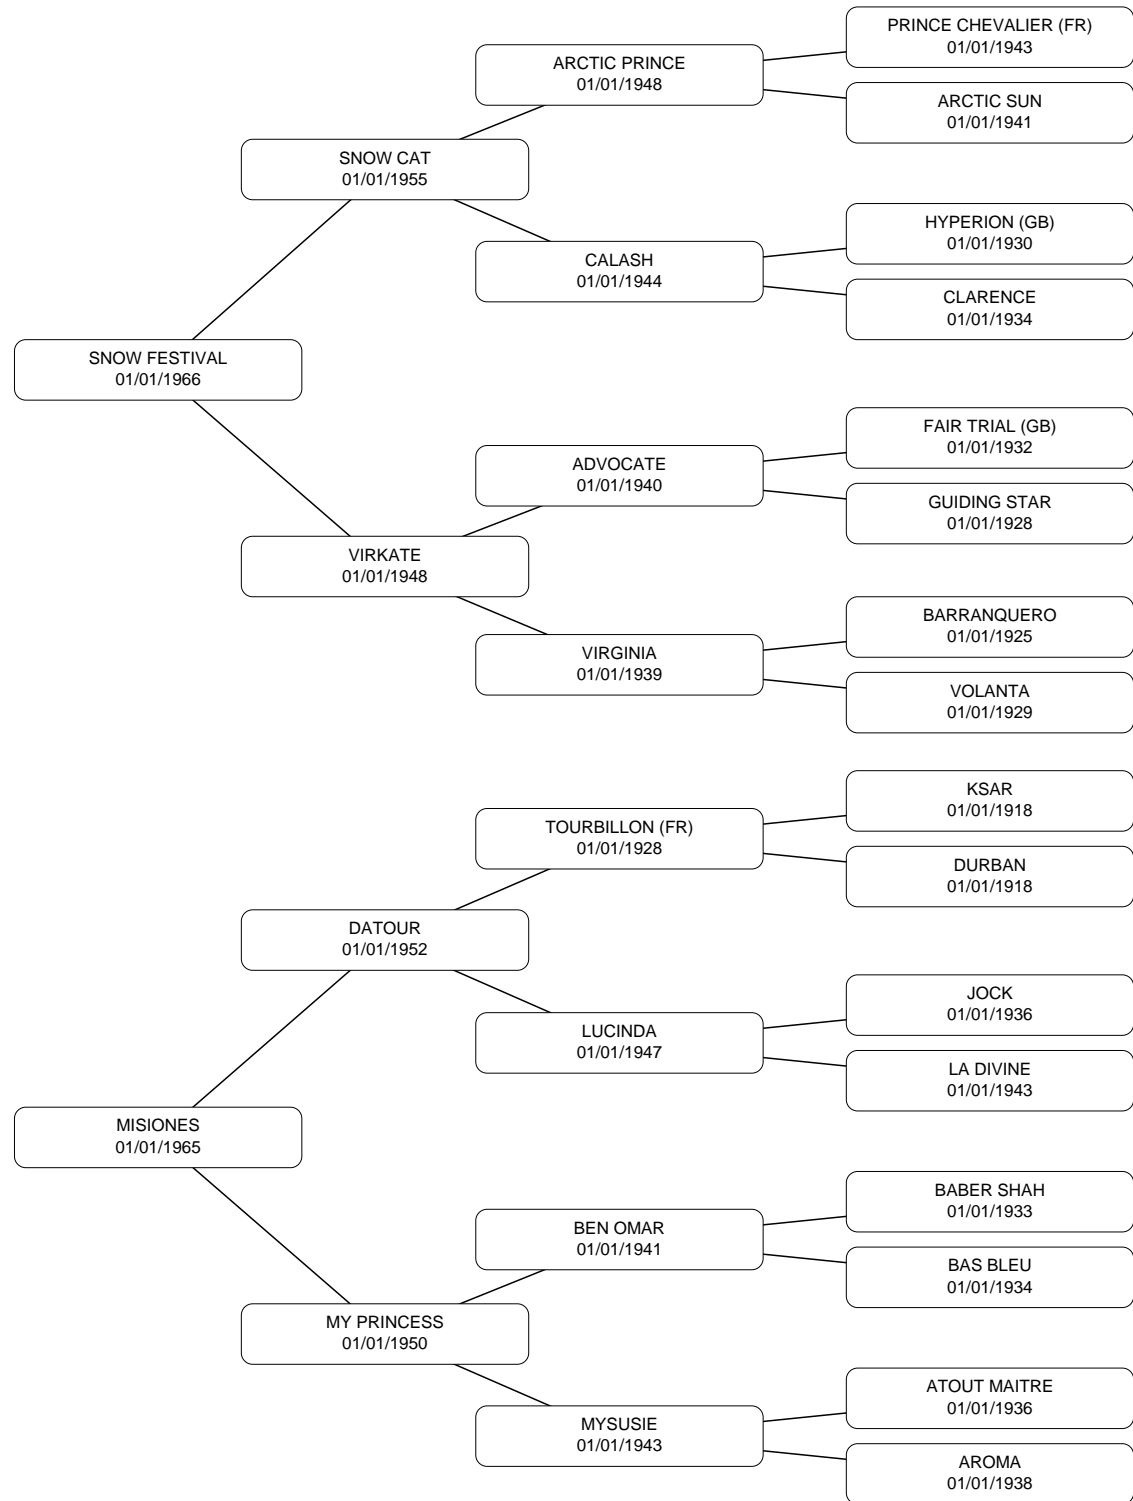 PRINCE CHEVALIER (FR)
01/01/1943
ARCTIC PRINCE
01/01/1948
ARCTIC SUN
01/01/1941
SNOW CAT
01/01/1955
HYPERION (GB)
01/01/1930
CALASH
01/01/1944
CLARENCE
01/01/1934
SNOW FESTIVAL
01/01/1966
FAIR TRIAL (GB)
01/01/1932
ADVOCATE
01/01/1940
GUIDING STAR
01/01/1928
VIRKATE
01/01/1948
BARRANQUERO
01/01/1925
VIRGINIA
01/01/1939
VOLANTA
01/01/1929
KSAR
01/01/1918
TOURBILLON (FR)
01/01/1928
DURBAN
01/01/1918
DATOUR
01/01/1952
JOCK
01/01/1936
LUCINDA
01/01/1947
LA DIVINE
01/01/1943
MISIONES
01/01/1965
BABER SHAH
01/01/1933
BEN OMAR
01/01/1941
BAS BLEU
01/01/1934
MY PRINCESS
01/01/1950
ATOUT MAITRE
01/01/1936
MYSUSIE
01/01/1943
AROMA
01/01/1938